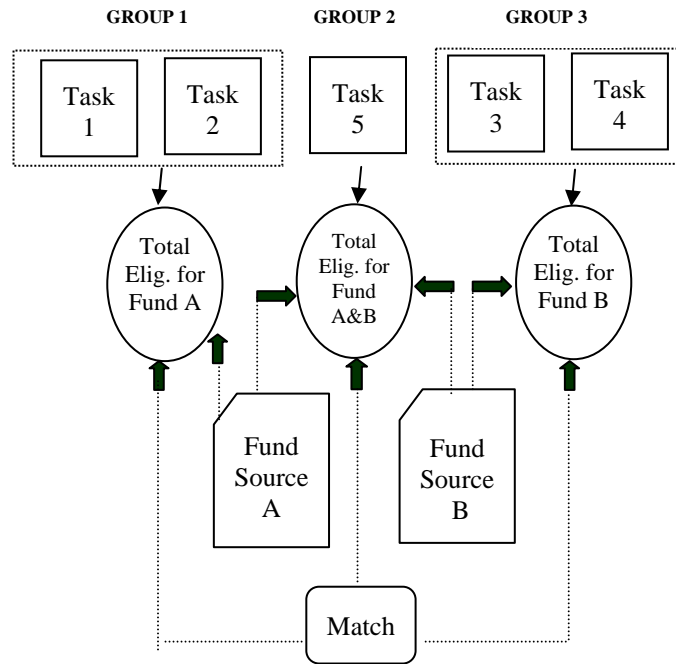 GROUP 1
GROUP 2
GROUP 3
Task
1
Task
2
Task
5
Task
3
Task
4
Total
Elig. for
Fund A
Total
Elig. for
Fund
A&B
Total
Elig. for
Fund B
Fund
Source
A
Fund
Source
B
Match